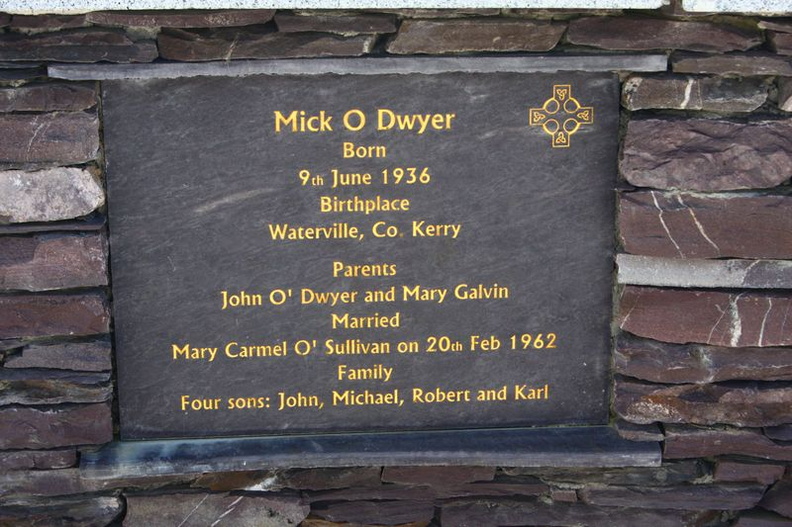 Mick O Dwyer
Born
9th June 1936
Birthplace
Waterville, Co. Kerry
Parents
John O' Dwyer and Mary Galvin
Married
Mary Carmel O' Sullivan on 20th Feb 1962
Family
Four sons: John, Michael, Robert and Karl